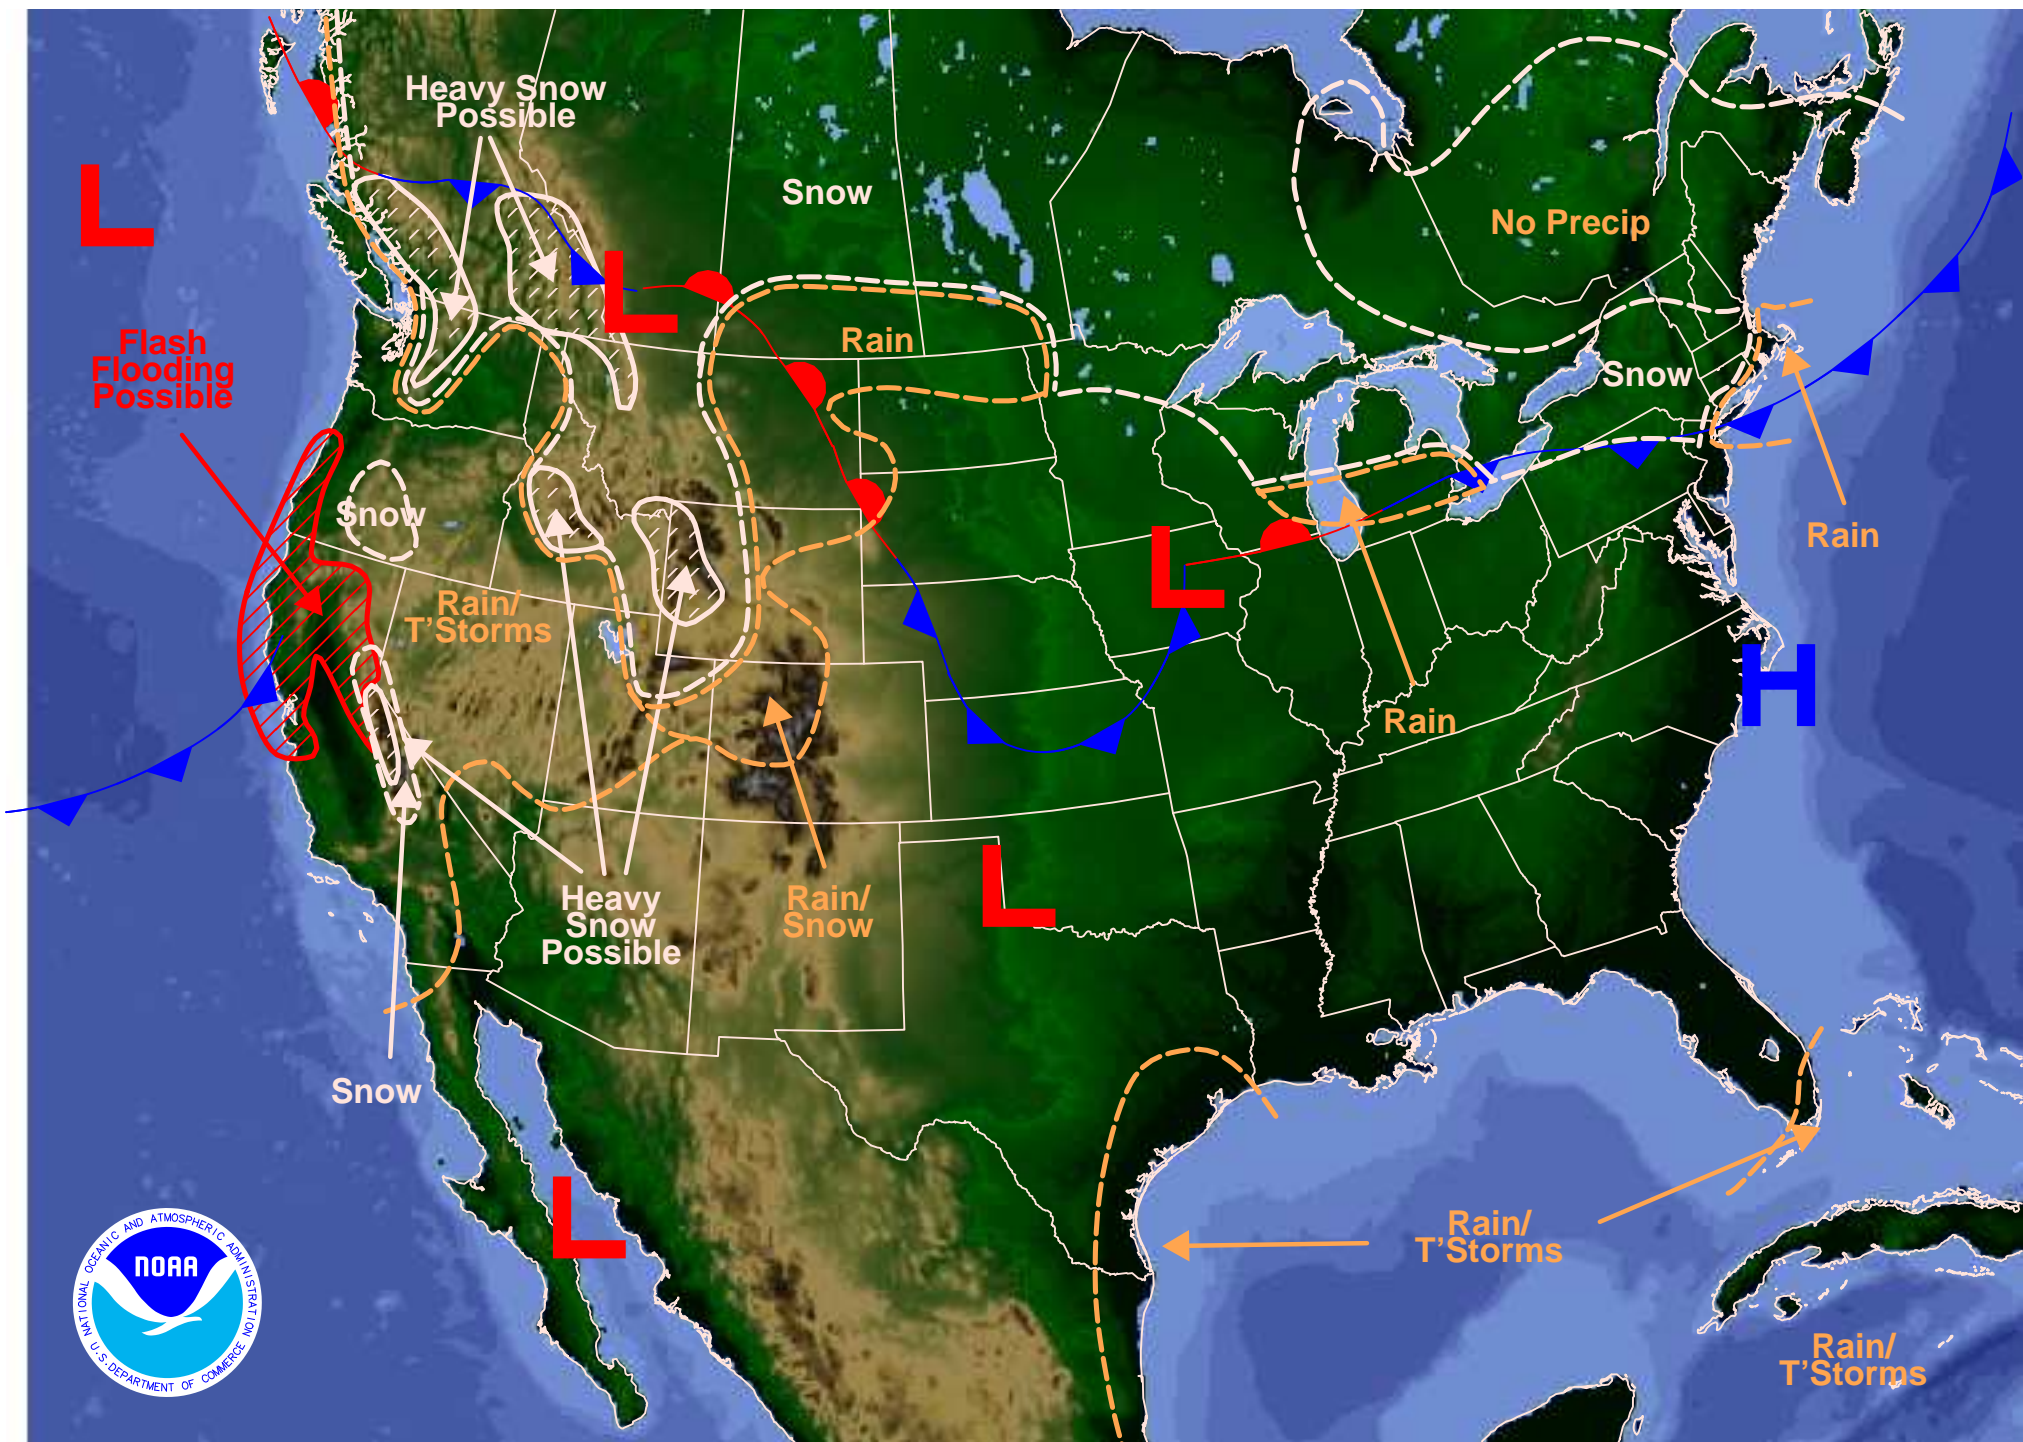 Heavy Snow
Possible
Snow
No Precip
L
L
Flash
Flooding
Possible
Rain
Snow
Snow
Rain
Rain/
T'Storms
L
H
Rain
Heavy
Snow
Possible
Rain/
Snow
L
Snow
L
Rain/
T'Storms
Rain/
T'Storms
NATIONAL OCEANIC AND ATMOSPHERIC ADMINISTRATION
NOAA
U.S. DEPARTMENT OF COMMERCE